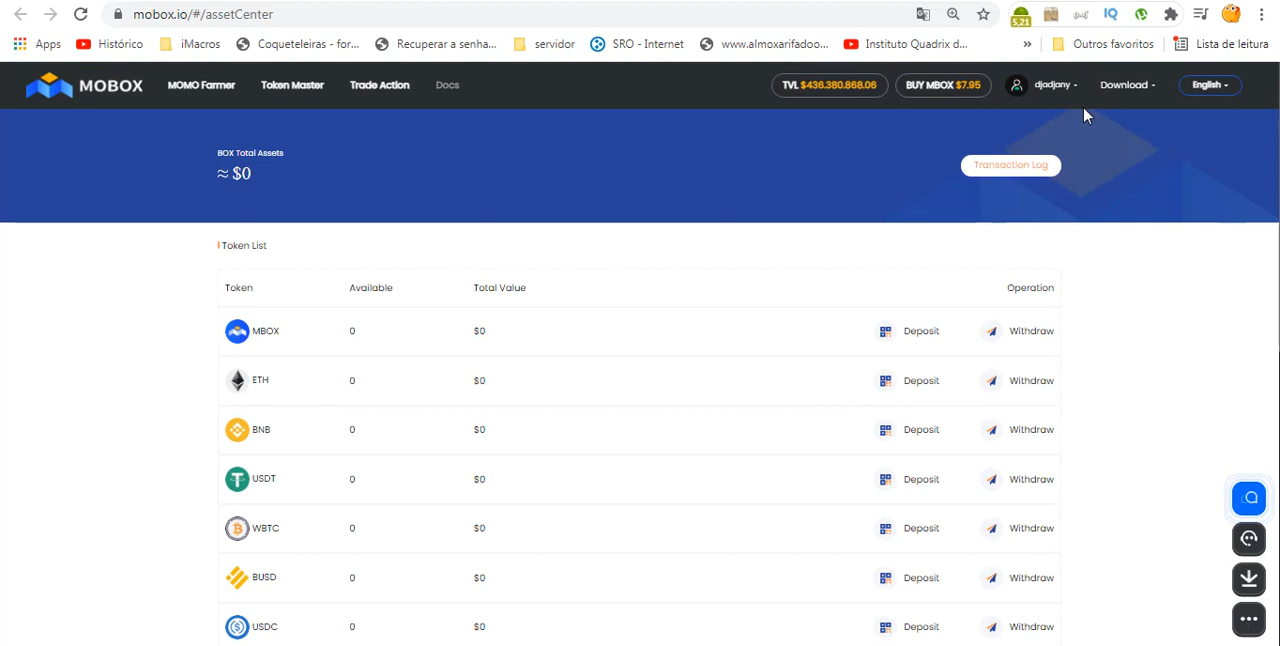 mobox.io/#/assetCenter
5,21
IQ
Apps
Histórico
iMacros
Coqueteleiras - for...
Recuperar a senha...
servidor
SRO - Internet
www.almoxarifadoo...
Instituto Quadrix d...
»
Outros favoritos
Lista de leitura
MOBOX
MOMO Farmer
Token Master
Trade Action
Docs
TVL $436.380.868.06
BUY MBOX $7.95
djadjany
Download
English
BOX Total Assets
≈ $0
Transaction Log
Token List
Token Available Total Value Operation
MBOX 0 $0 Deposit Withdraw
ETH 0 $0 Deposit Withdraw
BNB 0 $0 Deposit Withdraw
USDT 0 $0 Deposit Withdraw
WBTC 0 $0 Deposit Withdraw
BUSD 0 $0 Deposit Withdraw
USDC 0 $0 Deposit Withdraw